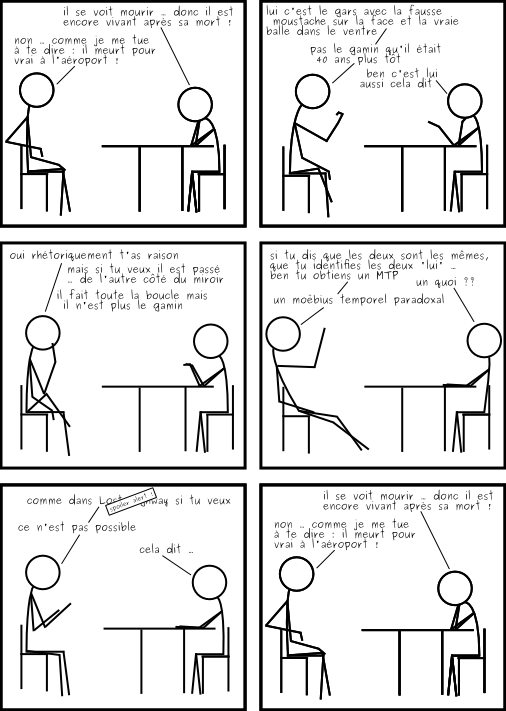 il se voit mourir .. donc il est
encore vivant après sa mort !
non .. comme je me tue
à te dire : il meurt pour
vrai à l'aéroport !
lui c'est le gars avec la fausse
moustache sur la face et la vraie
balle dans le ventre
pas le gamin qu'il était
40 ans plus tôt
ben c'est lui
aussi cela dit
oui rhétoriquement t'as raison
mais si tu veux il est passé
.. de l'autre côté du miroir
il fait toute la boucle mais
il n'est plus le gamin
si tu dis que les deux sont les mêmes,
que tu identifies les deux "lui" ..
ben tu obtiens un MTP
un quoi ??
un moëbius temporel paradoxal
comme dans Lost Highway si tu veux
spoiler alert !
ce n'est pas possible
cela dit ..
il se voit mourir .. donc il est
encore vivant après sa mort !
non .. comme je me tue
à te dire : il meurt pour
vrai à l'aéroport !